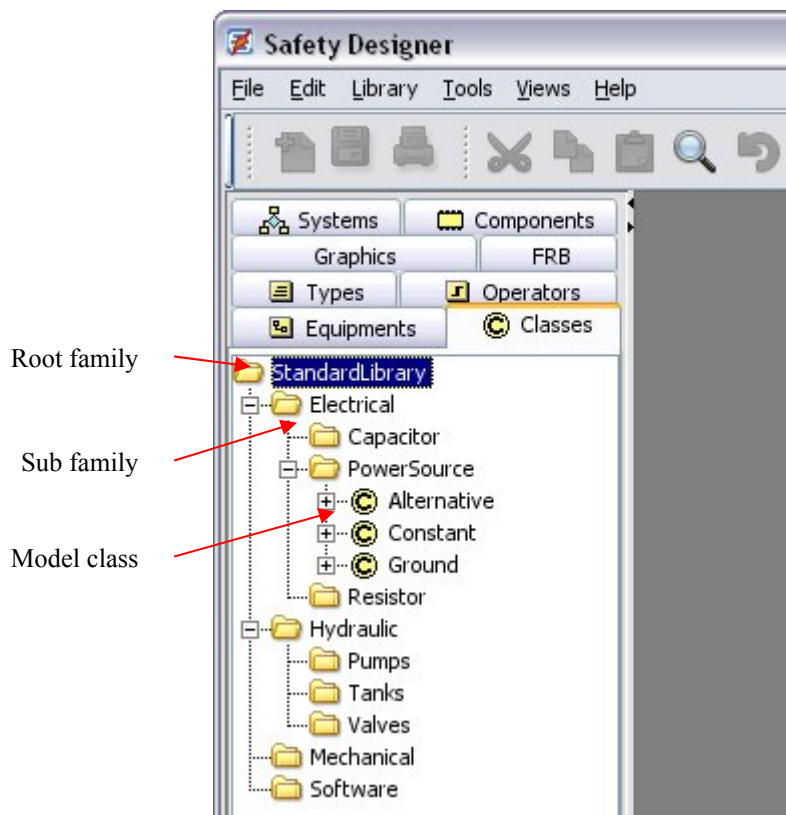 Safety Designer
File Edit Library Tools Views Help
Systems Components
Graphics FRB
Types Operators
Equipments Classes
Root family
StandardLibrary
Electrical
Capacitor
Sub family
PowerSource
Alternative
Constant
Model class
Ground
Resistor
Hydraulic
Pumps
Tanks
Valves
Mechanical
Software